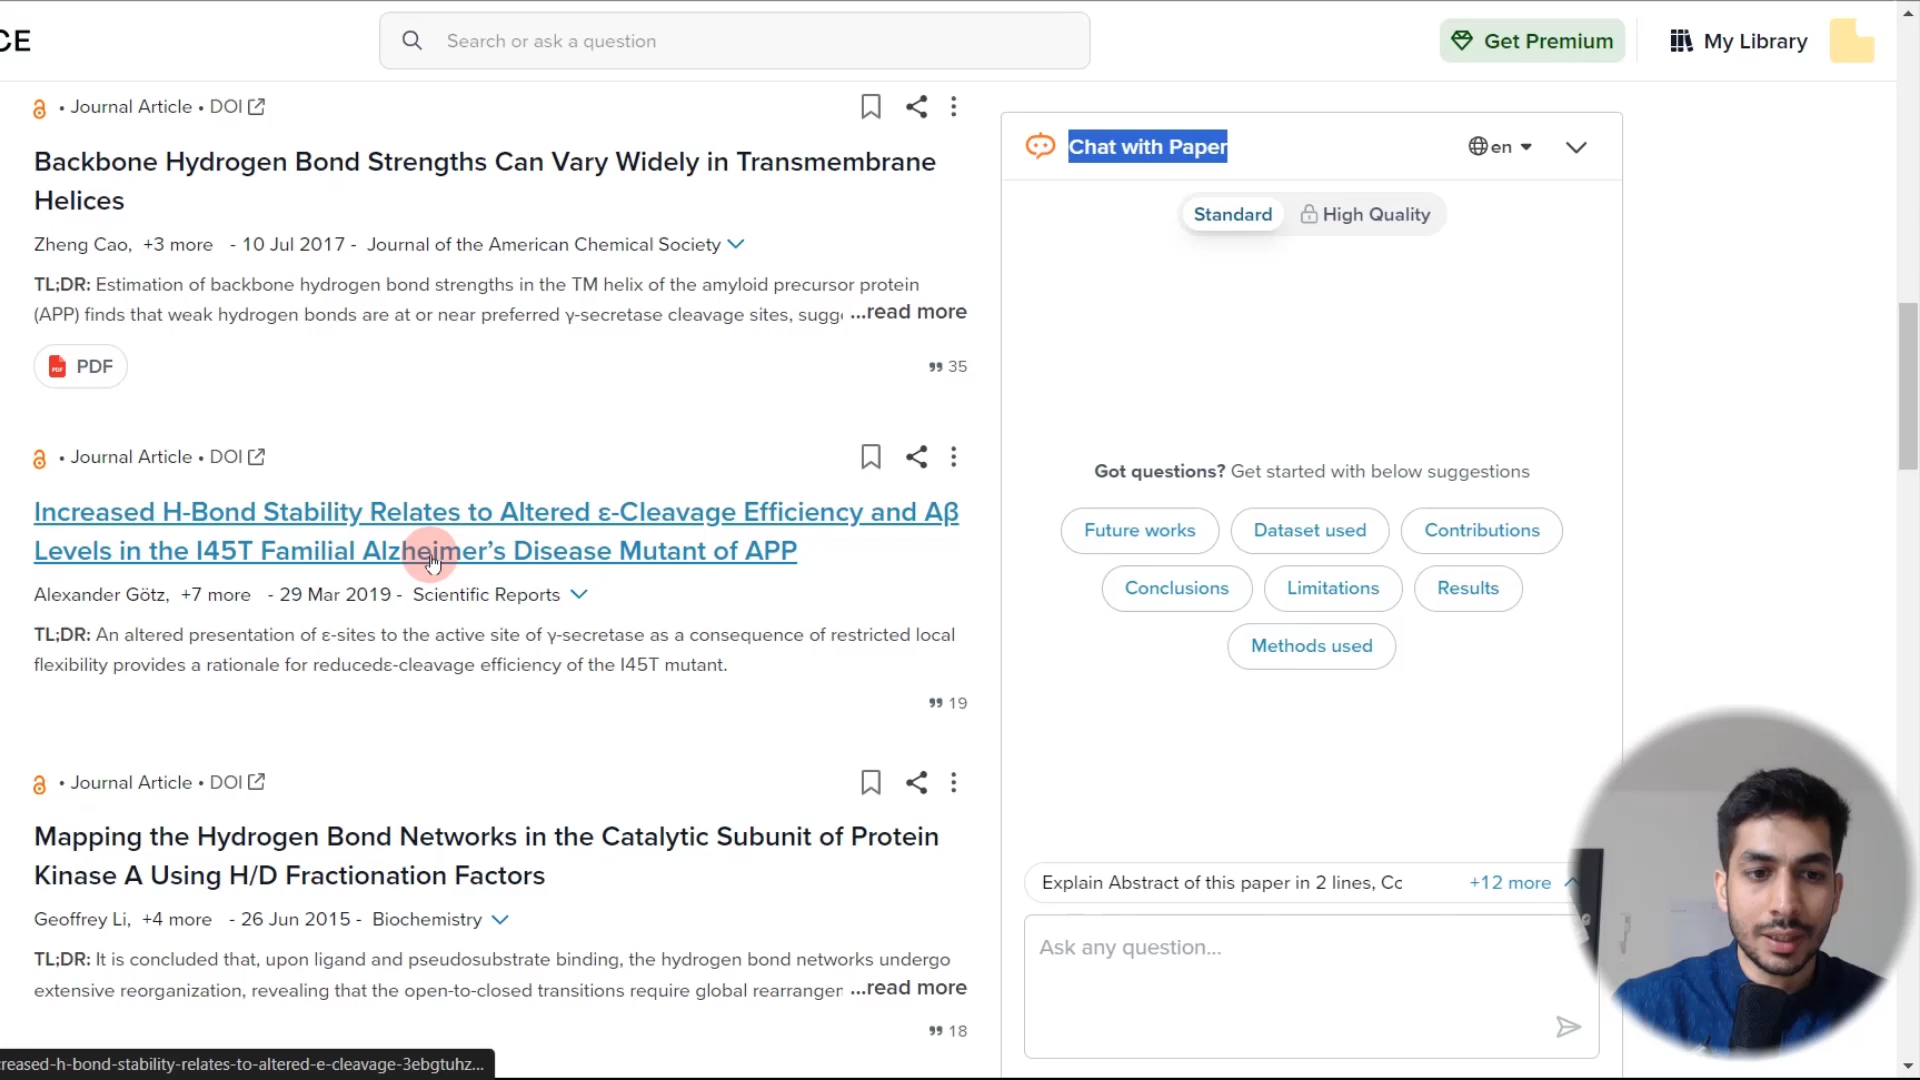 CE
Search or ask a question
Get Premium
My Library
• Journal Article • DOI
Backbone Hydrogen Bond Strengths Can Vary Widely in Transmembrane
Helices
Zheng Cao, +3 more - 10 Jul 2017 - Journal of the American Chemical Society
TL;DR: Estimation of backbone hydrogen bond strengths in the TM helix of the amyloid precursor protein
(APP) finds that weak hydrogen bonds are at or near preferred γ-secretase cleavage sites, sugg ...read more
PDF
35
• Journal Article • DOI
Increased H-Bond Stability Relates to Altered ε-Cleavage Efficiency and Aβ
Levels in the I45T Familial Alzheimer's Disease Mutant of APP
Alexander Götz, +7 more - 29 Mar 2019 - Scientific Reports
TL;DR: An altered presentation of ε-sites to the active site of γ-secretase as a consequence of restricted local
flexibility provides a rationale for reducedε-cleavage efficiency of the I45T mutant.
19
• Journal Article • DOI
Mapping the Hydrogen Bond Networks in the Catalytic Subunit of Protein
Kinase A Using H/D Fractionation Factors
Geoffrey Li, +4 more - 26 Jun 2015 - Biochemistry
TL;DR: It is concluded that, upon ligand and pseudosubstrate binding, the hydrogen bond networks undergo
extensive reorganization, revealing that the open-to-closed transitions require global rearranger ...read more
18
creased-h-bond-stability-relates-to-altered-e-cleavage-3ebgtuhz...
Chat with Paper
en
Standard
High Quality
Got questions? Get started with below suggestions
Future works
Dataset used
Contributions
Conclusions
Limitations
Results
Methods used
Explain Abstract of this paper in 2 lines, Cc
+12 more
Ask any question...